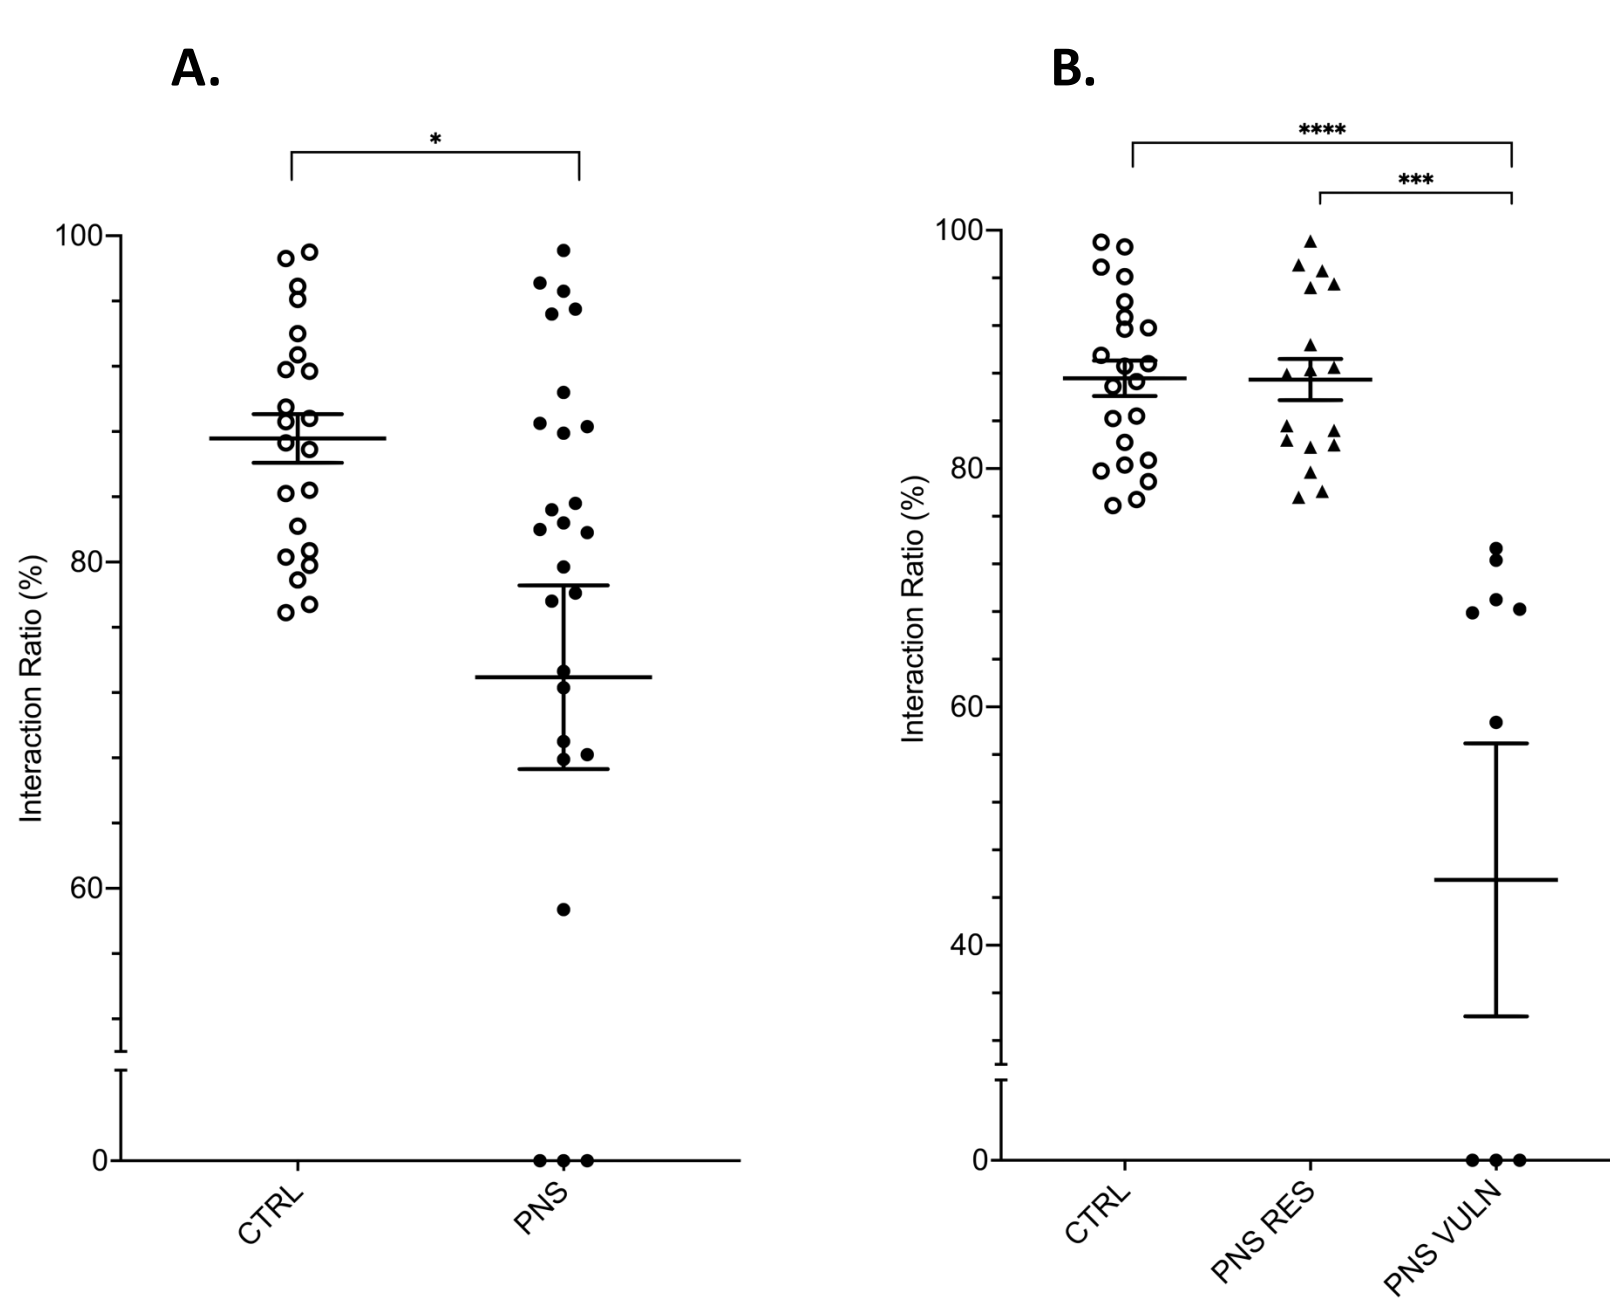 A.
*
100
80
60
0
Interaction Ratio (%)
CTRL
PNS
B.
****
***
100
80
60
40
0
Interaction Ratio (%)
CTRL
PNS RES
PNS VULN